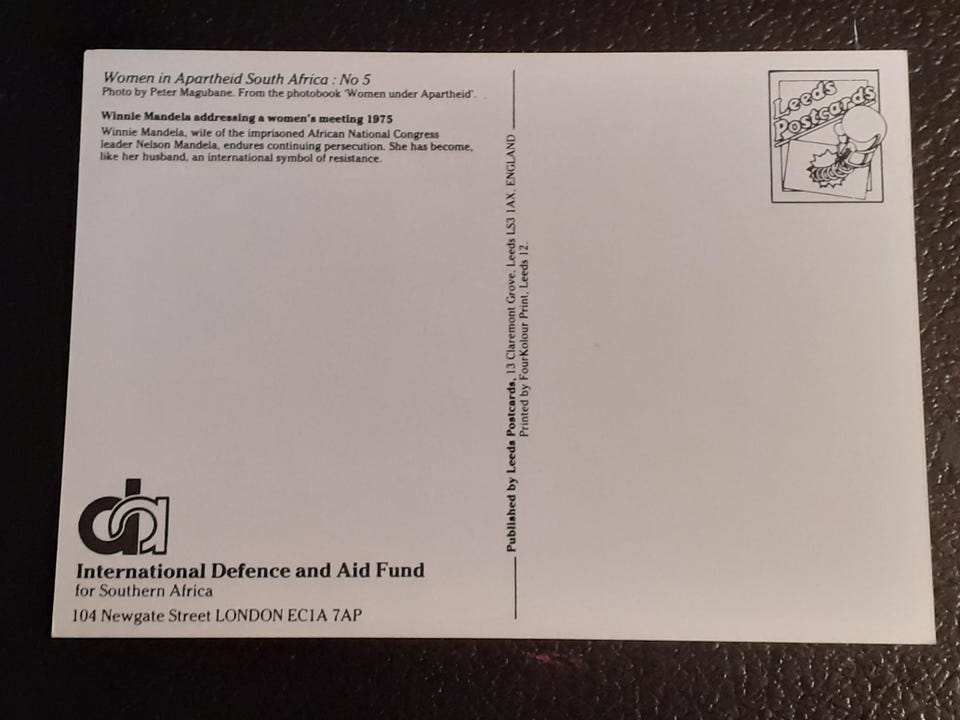 Women in Apartheid South Africa : No 5
Photo by Peter Magubane. From the photobook 'Women under Apartheid'.
Winnie Mandela addressing a women's meeting 1975
Winnie Mandela, wife of the imprisoned African National Congress
leader Nelson Mandela, endures continuing persecution. She has become,
like her husband, an international symbol of resistance.
da
International Defence and Aid Fund
for Southern Africa
104 Newgate Street LONDON EC1A 7AP
Published by Leeds Postcards, 13 Claremont Grove, Leeds LS3 1AX, ENGLAND
Printed by FourKolour Print, Leeds 12.
Leeds
Postcards